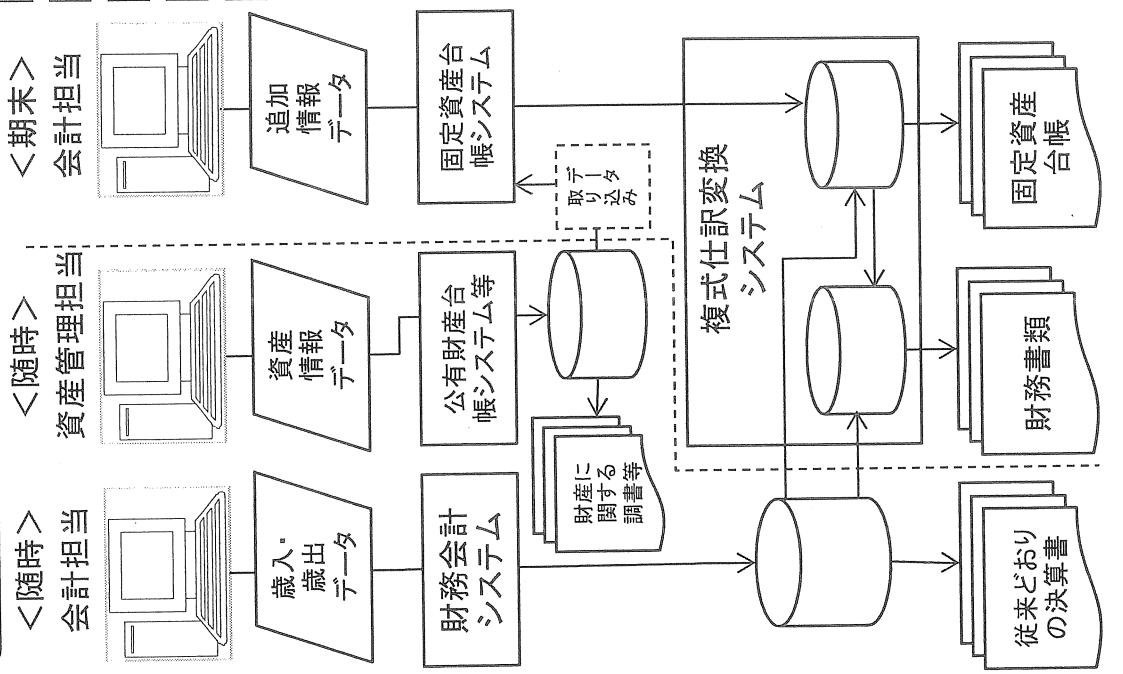 <随時>
会計担当
<随時>
資産管理担当
<期末>
会計担当
歳入・
歳出
データ
資産
情報
データ
追加
情報
データ
財務会計
システム
公有財産台
帳システム等
固定資産台
帳システム
データ
取り込み
財産に
関する
調書等
複式仕訳変換
システム
従来どおり
の決算書
財務書類
固定資産
台帳